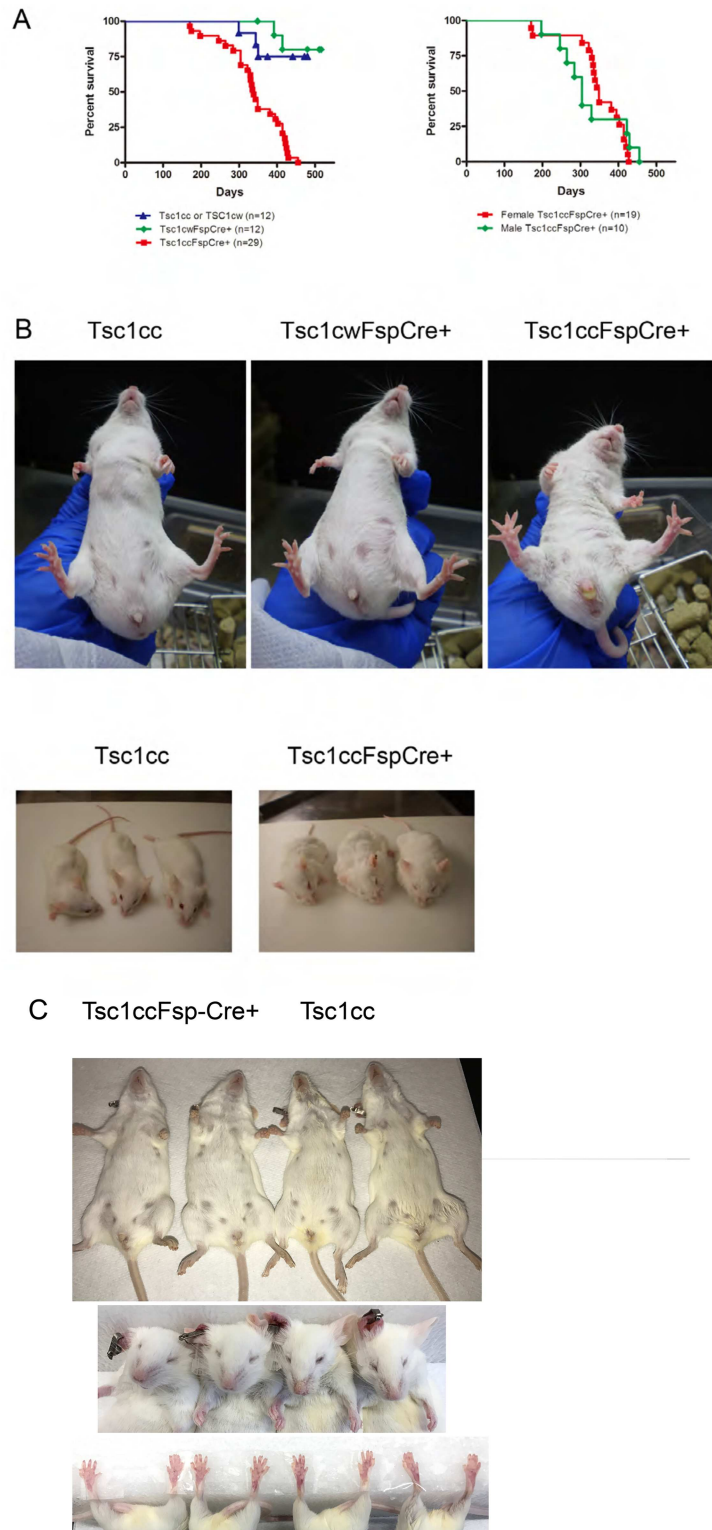 A
Percent survival
100
75
50
25
0
0 100 200 300 400 500
Days
Tsc1cc or TSC1cw (n=12)
Tsc1cwFspCre+ (n=12)
Tsc1ccFspCre+ (n=29)
Percent survival
100
75
50
25
0
0 100 200 300 400 500
Days
Female Tsc1ccFspCre+ (n=19)
Male Tsc1ccFspCre+ (n=10)
B
Tsc1cc Tsc1cwFspCre+ Tsc1ccFspCre+
Tsc1cc Tsc1ccFspCre+
C Tsc1ccFsp-Cre+ Tsc1cc